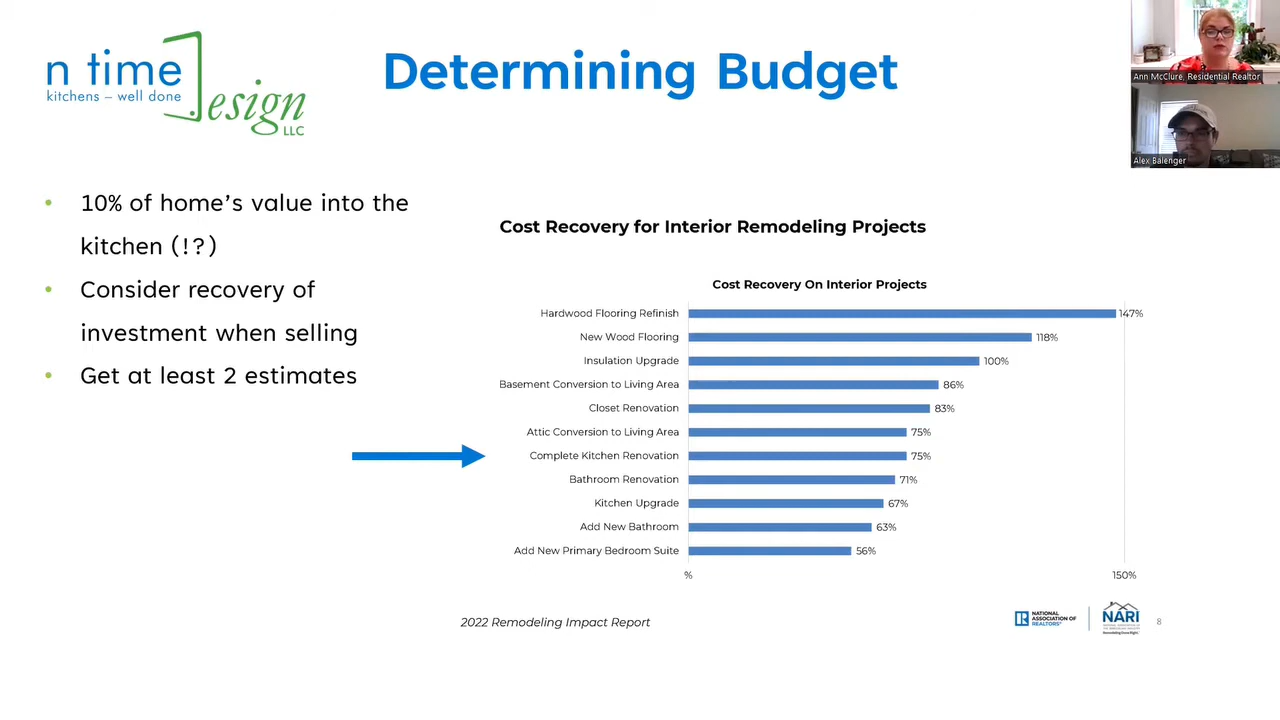 n time
kitchens – well done
Design
LLC
Determining Budget
Ann McClure, Residential Realtor
Alex Balenger
• 10% of home's value into the
kitchen (!?)
• Consider recovery of
investment when selling
• Get at least 2 estimates
Cost Recovery for Interior Remodeling Projects
Cost Recovery On Interior Projects
Hardwood Flooring Refinish 147%
New Wood Flooring 118%
Insulation Upgrade 100%
Basement Conversion to Living Area 86%
Closet Renovation 83%
Attic Conversion to Living Area 75%
Complete Kitchen Renovation 75%
Bathroom Renovation 71%
Kitchen Upgrade 67%
Add New Bathroom 63%
Add New Primary Bedroom Suite 56%
% 150%
2022 Remodeling Impact Report
NATIONAL
ASSOCIATION OF
REALTORS®
NARI
8